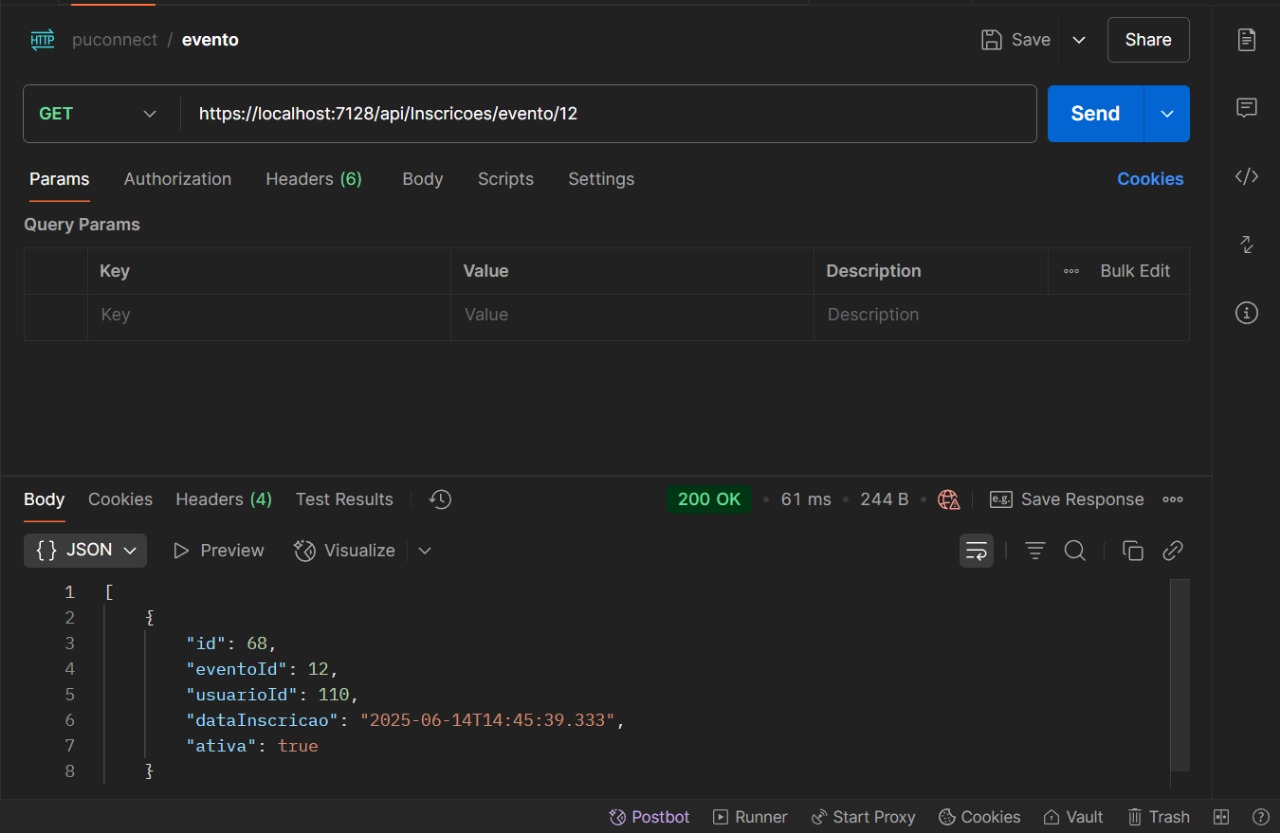 HTTP puconnect / evento Save Share
GET https://localhost:7128/api/Inscricoes/evento/12 Send
Params Authorization Headers (6) Body Scripts Settings Cookies
Query Params
Key Value Description Bulk Edit
Key Value Description
Body Cookies Headers (4) Test Results 200 OK 61 ms 244 B e.g. Save Response
{} JSON Preview Visualize
1 [
2 {
3 "id": 68,
4 "eventoId": 12,
5 "usuarioId": 110,
6 "dataInscricao": "2025-06-14T14:45:39.333",
7 "ativa": true
8 }
Postbot Runner Start Proxy Cookies Vault Trash